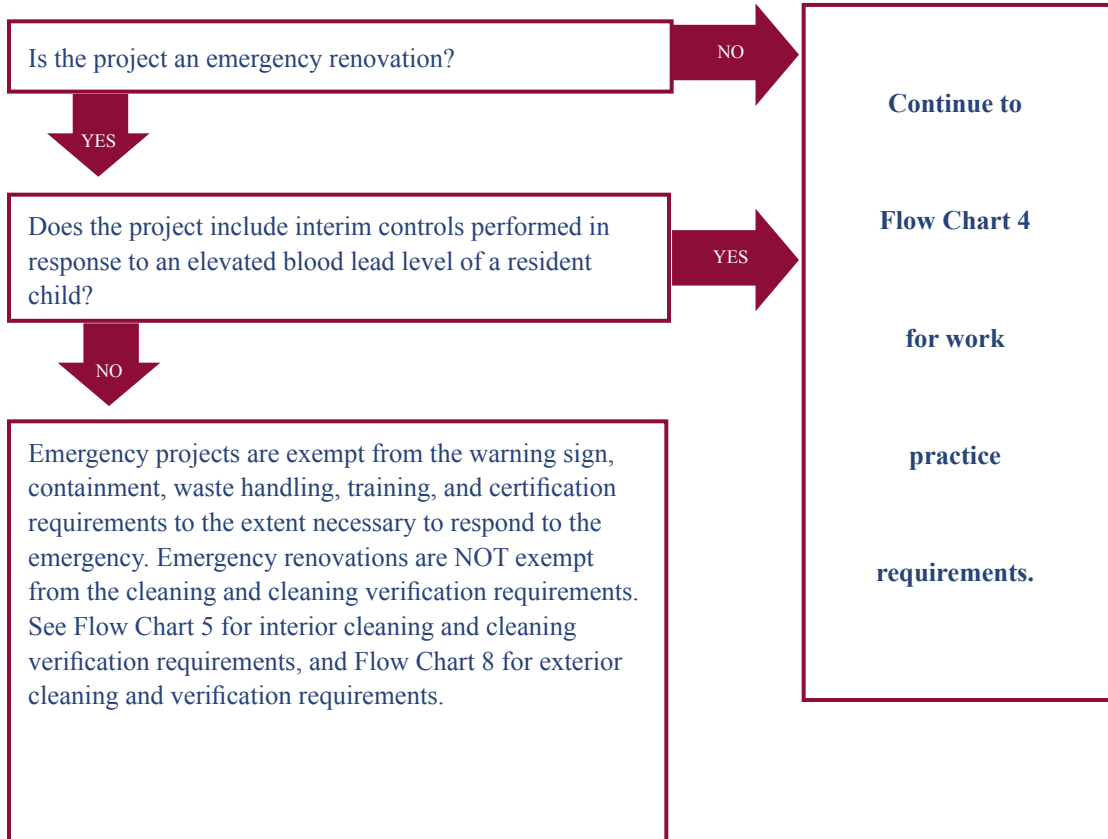 Is the project an emergency renovation?
NO
YES
Does the project include interim controls performed in
response to an elevated blood lead level of a resident
child?
YES
NO
Emergency projects are exempt from the warning sign,
containment, waste handling, training, and certification
requirements to the extent necessary to respond to the
emergency. Emergency renovations are NOT exempt
from the cleaning and cleaning verification requirements.
See Flow Chart 5 for interior cleaning and cleaning
verification requirements, and Flow Chart 8 for exterior
cleaning and verification requirements.
Continue to
Flow Chart 4
for work
practice
requirements.